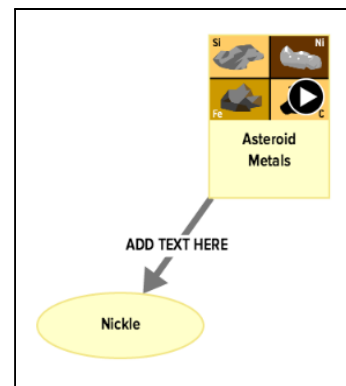 Si Ni
Fe C
Asteroid
Metals
ADD TEXT HERE
Nickle